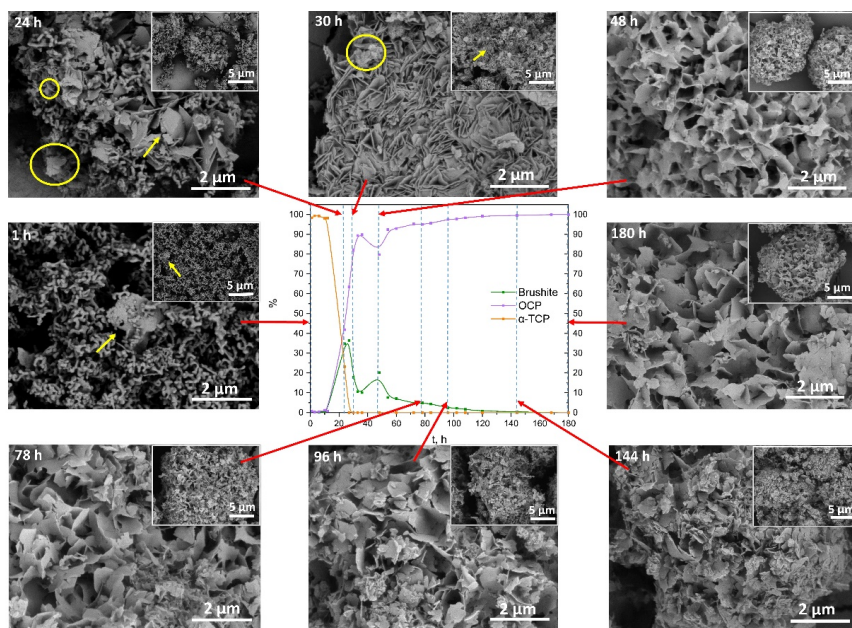 24 h
5 µm
2 µm
30 h
5 µm
2 µm
48 h
5 µm
2 µm
1 h
5 µm
2 µm
100
90
80
70
60
50
40
30
20
10
0
%
Brushite
OCP
α-TCP
100
90
80
70
60
50
40
30
20
10
0
0 20 40 60 80 100 120 140 160 180
t, h
180 h
5 µm
2 µm
78 h
5 µm
2 µm
96 h
5 µm
2 µm
144 h
5 µm
2 µm